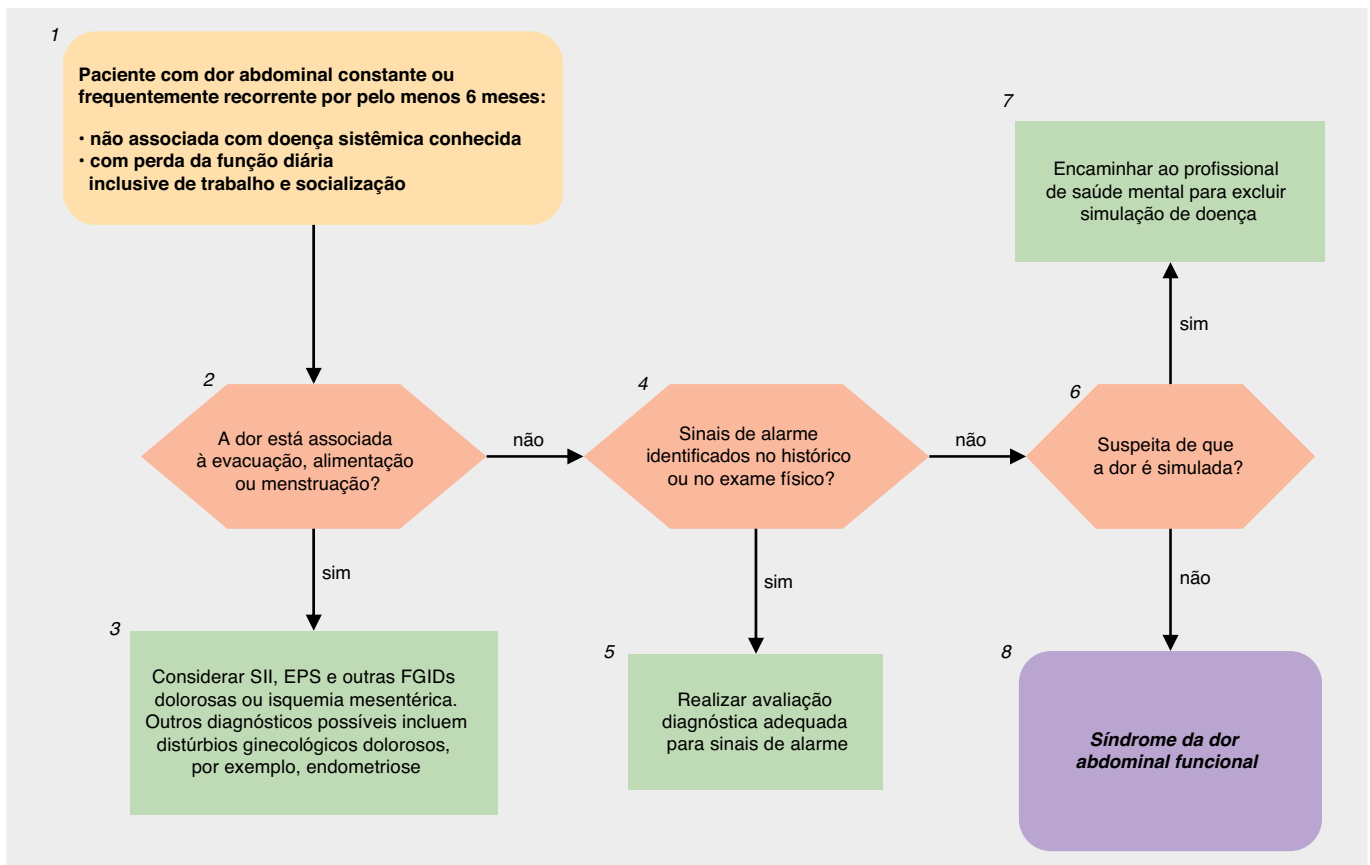 1
Paciente com dor abdominal constante ou
frequentemente recorrente por pelo menos 6 meses:
• não associada com doença sistêmica conhecida
• com perda da função diária
inclusive de trabalho e socialização
2
A dor está associada
à evacuação, alimentação
ou menstruação?
não
sim
3
Considerar SII, EPS e outras FGIDs
dolorosas ou isquemia mesentérica.
Outros diagnósticos possíveis incluem
distúrbios ginecológicos dolorosos,
por exemplo, endometriose
4
Sinais de alarme
identificados no histórico
ou no exame físico?
não
sim
5
Realizar avaliação
diagnóstica adequada
para sinais de alarme
6
Suspeita de que
a dor é simulada?
sim
não
7
Encaminhar ao profissional
de saúde mental para excluir
simulação de doença
8
Síndrome da dor
abdominal funcional